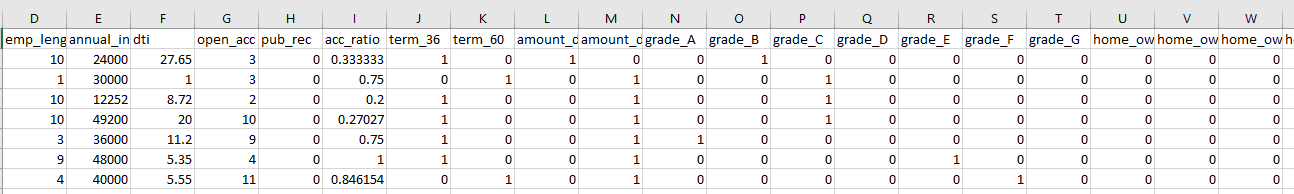 D E F G H I J K L M N O P Q R S T U V W
emp_leng annual_in dti open_acc pub_rec acc_ratio term_36 term_60 amount_d amount_d grade_A grade_B grade_C grade_D grade_E grade_F grade_G home_ow home_ow home_ow
10 24000 27.65 3 0 0.333333 1 0 1 0 0 1 0 0 0 0 0 0 0 0
1 30000 1 3 0 0.75 0 1 0 1 0 0 1 0 0 0 0 0 0 0
10 12252 8.72 2 0 0.2 1 0 0 1 0 0 1 0 0 0 0 0 0 0
10 49200 20 10 0 0.27027 1 0 0 1 0 0 1 0 0 0 0 0 0 0
3 36000 11.2 9 0 0.75 1 0 0 1 1 0 0 0 0 0 0 0 0 0
9 48000 5.35 4 0 1 1 0 0 1 0 0 0 0 1 0 0 0 0 0
4 40000 5.55 11 0 0.846154 0 1 0 1 0 0 0 0 0 1 0 0 0 0